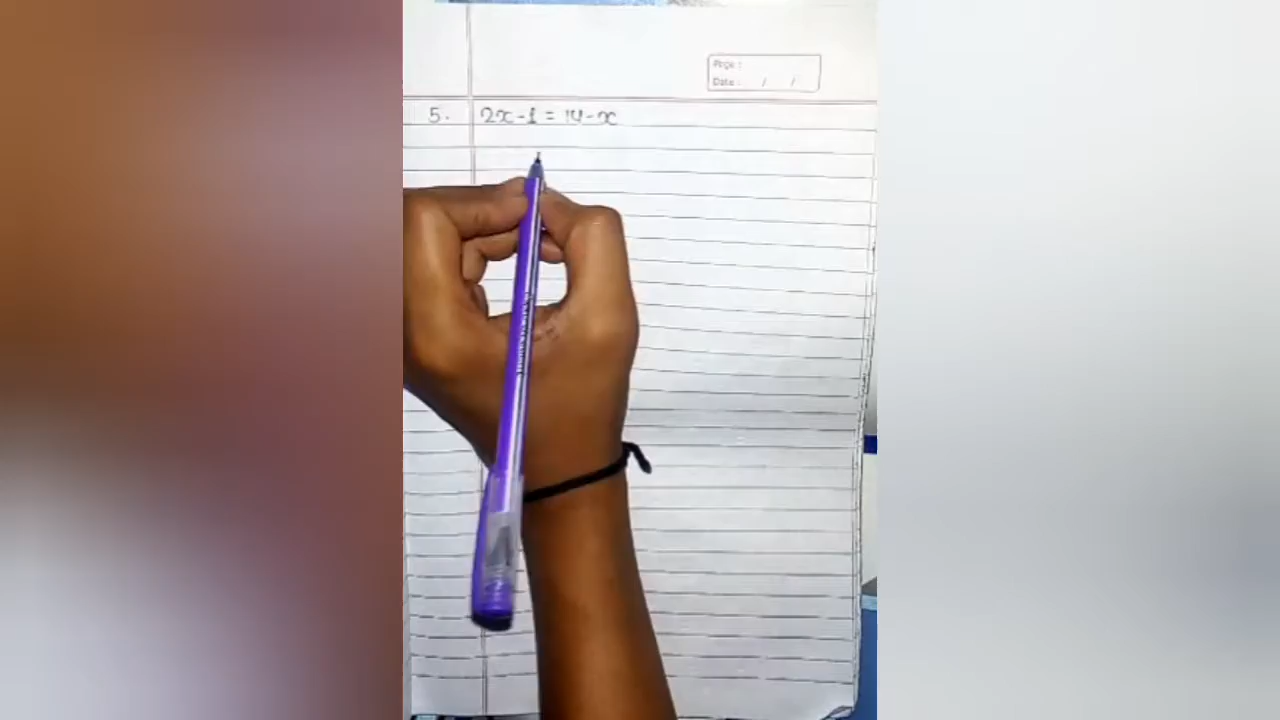 Page :
Date : / /
5. 2x-1 = 14-x